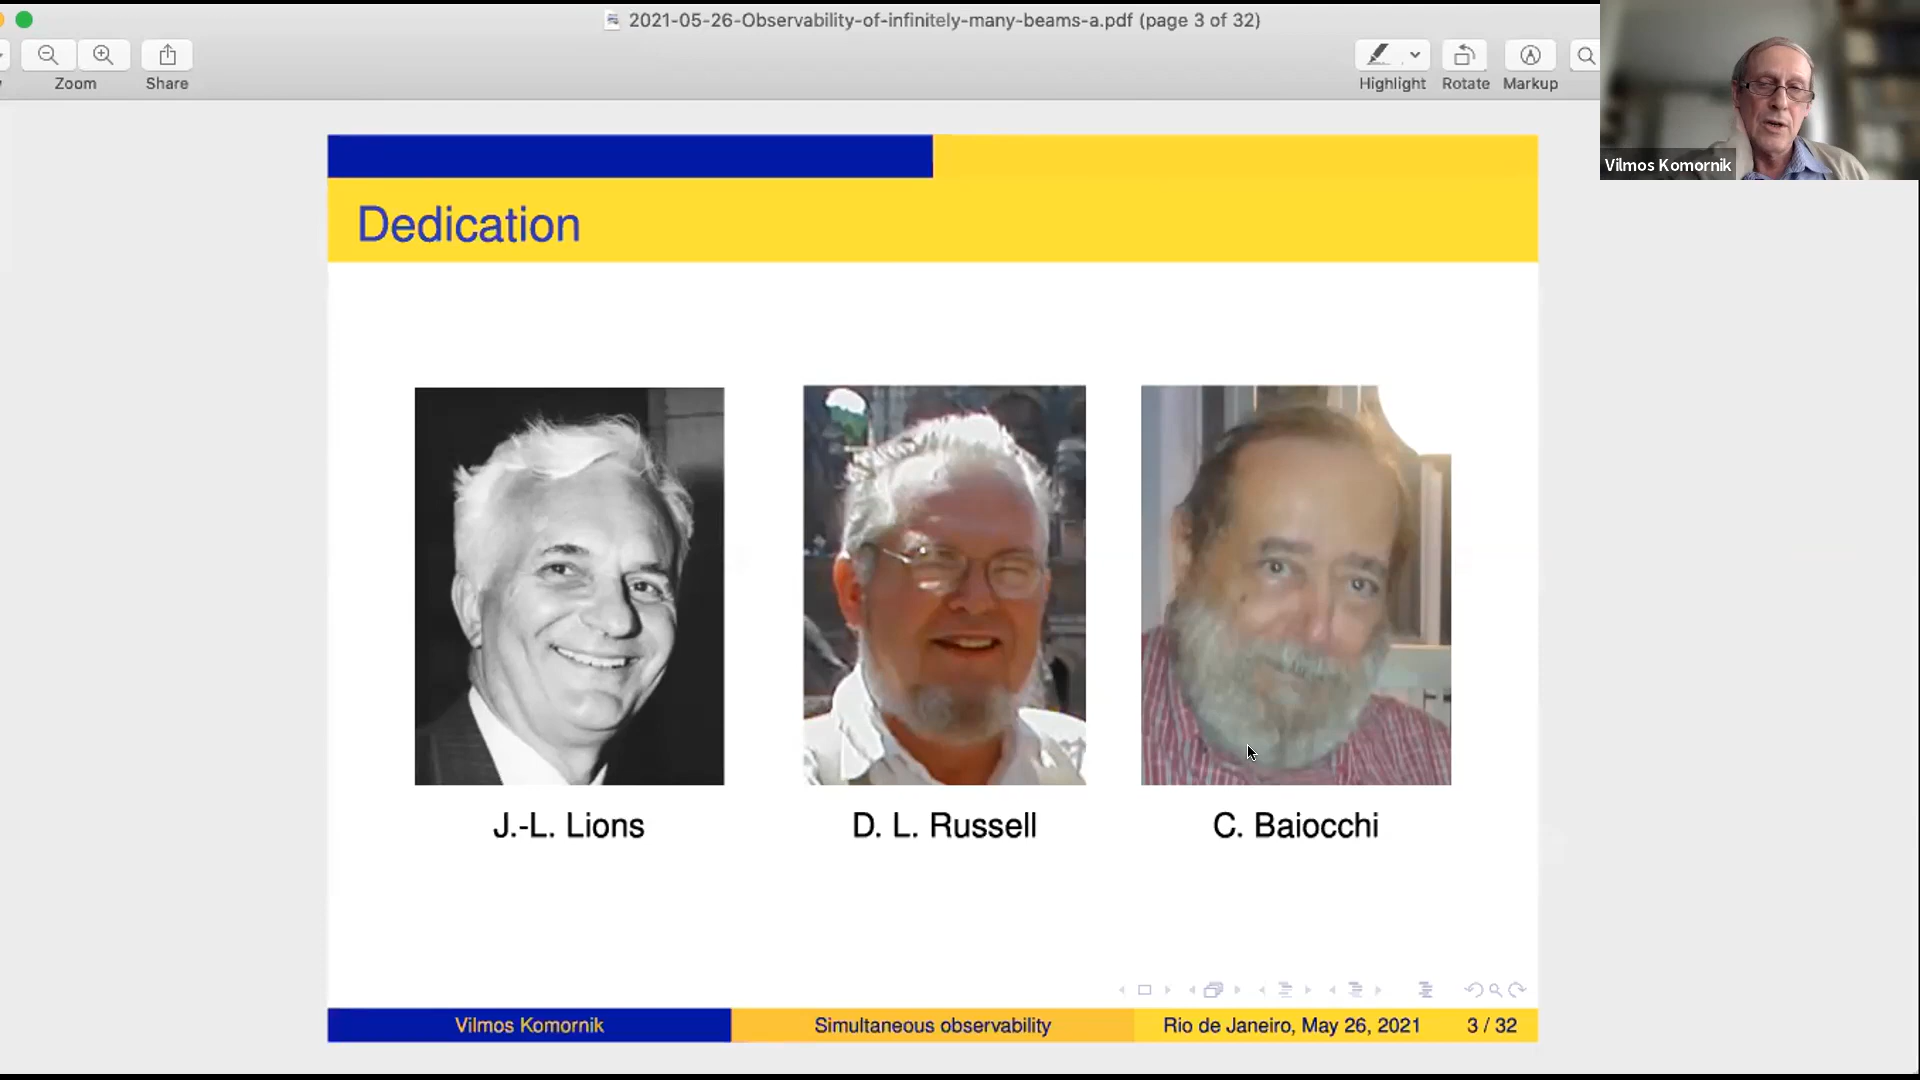 2021-05-26-Observability-of-infinitely-many-beams-a.pdf (page 3 of 32)
Zoom
Share
Highlight
Rotate
Markup
Vilmos Komornik
Dedication
J.-L. Lions
D. L. Russell
C. Baiocchi
Vilmos Komornik
Simultaneous observability
Rio de Janeiro, May 26, 2021
3 / 32